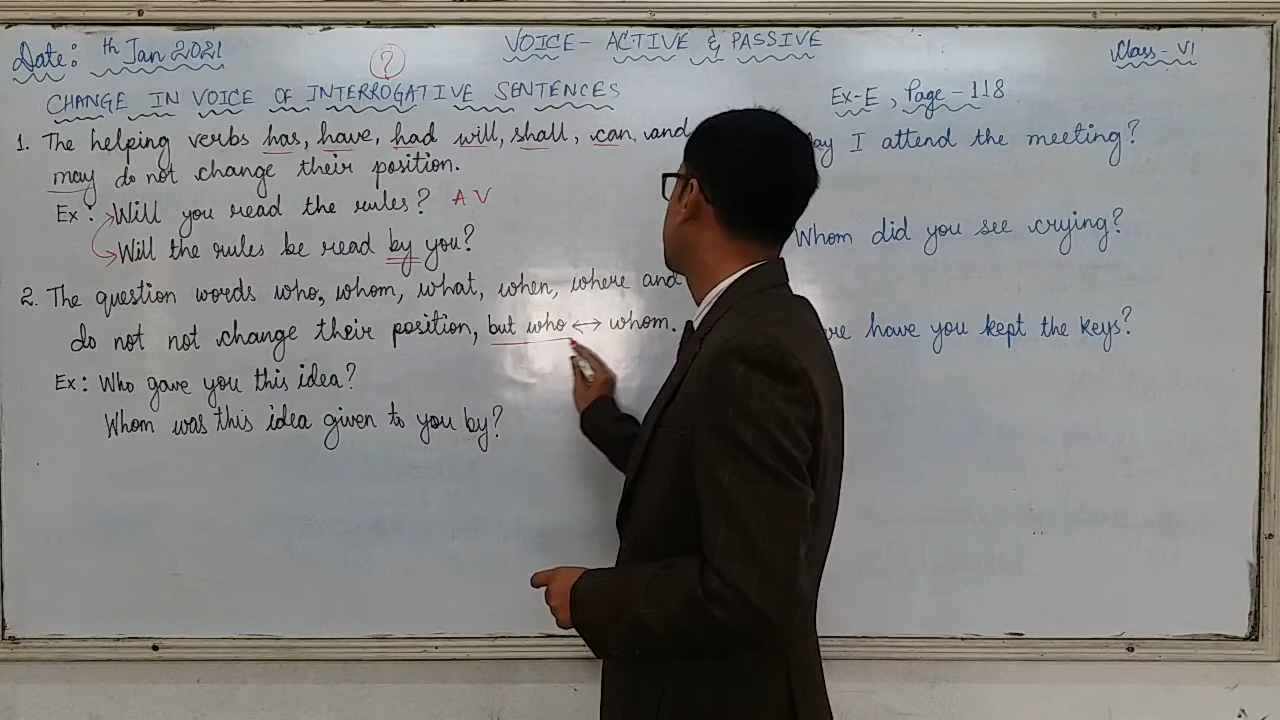 Date: th Jan 2021
VOICE - ACTIVE & PASSIVE
Class - VI
?
CHANGE IN VOICE OF INTERROGATIVE SENTENCES
1. The helping verbs has, have, had will, shall, can and
may do not change their position.
Ex: Will you read the rules? AV
Will the rules be read by you?
2. The question words who, whom, what, when, where and
do not not change their position, but who ↔ whom.
Ex: Who gave you this idea?
Whom was this idea given to you by?
Ex-E, Page-118
ay I attend the meeting?
Whom did you see crying?
ere have you kept the keys?